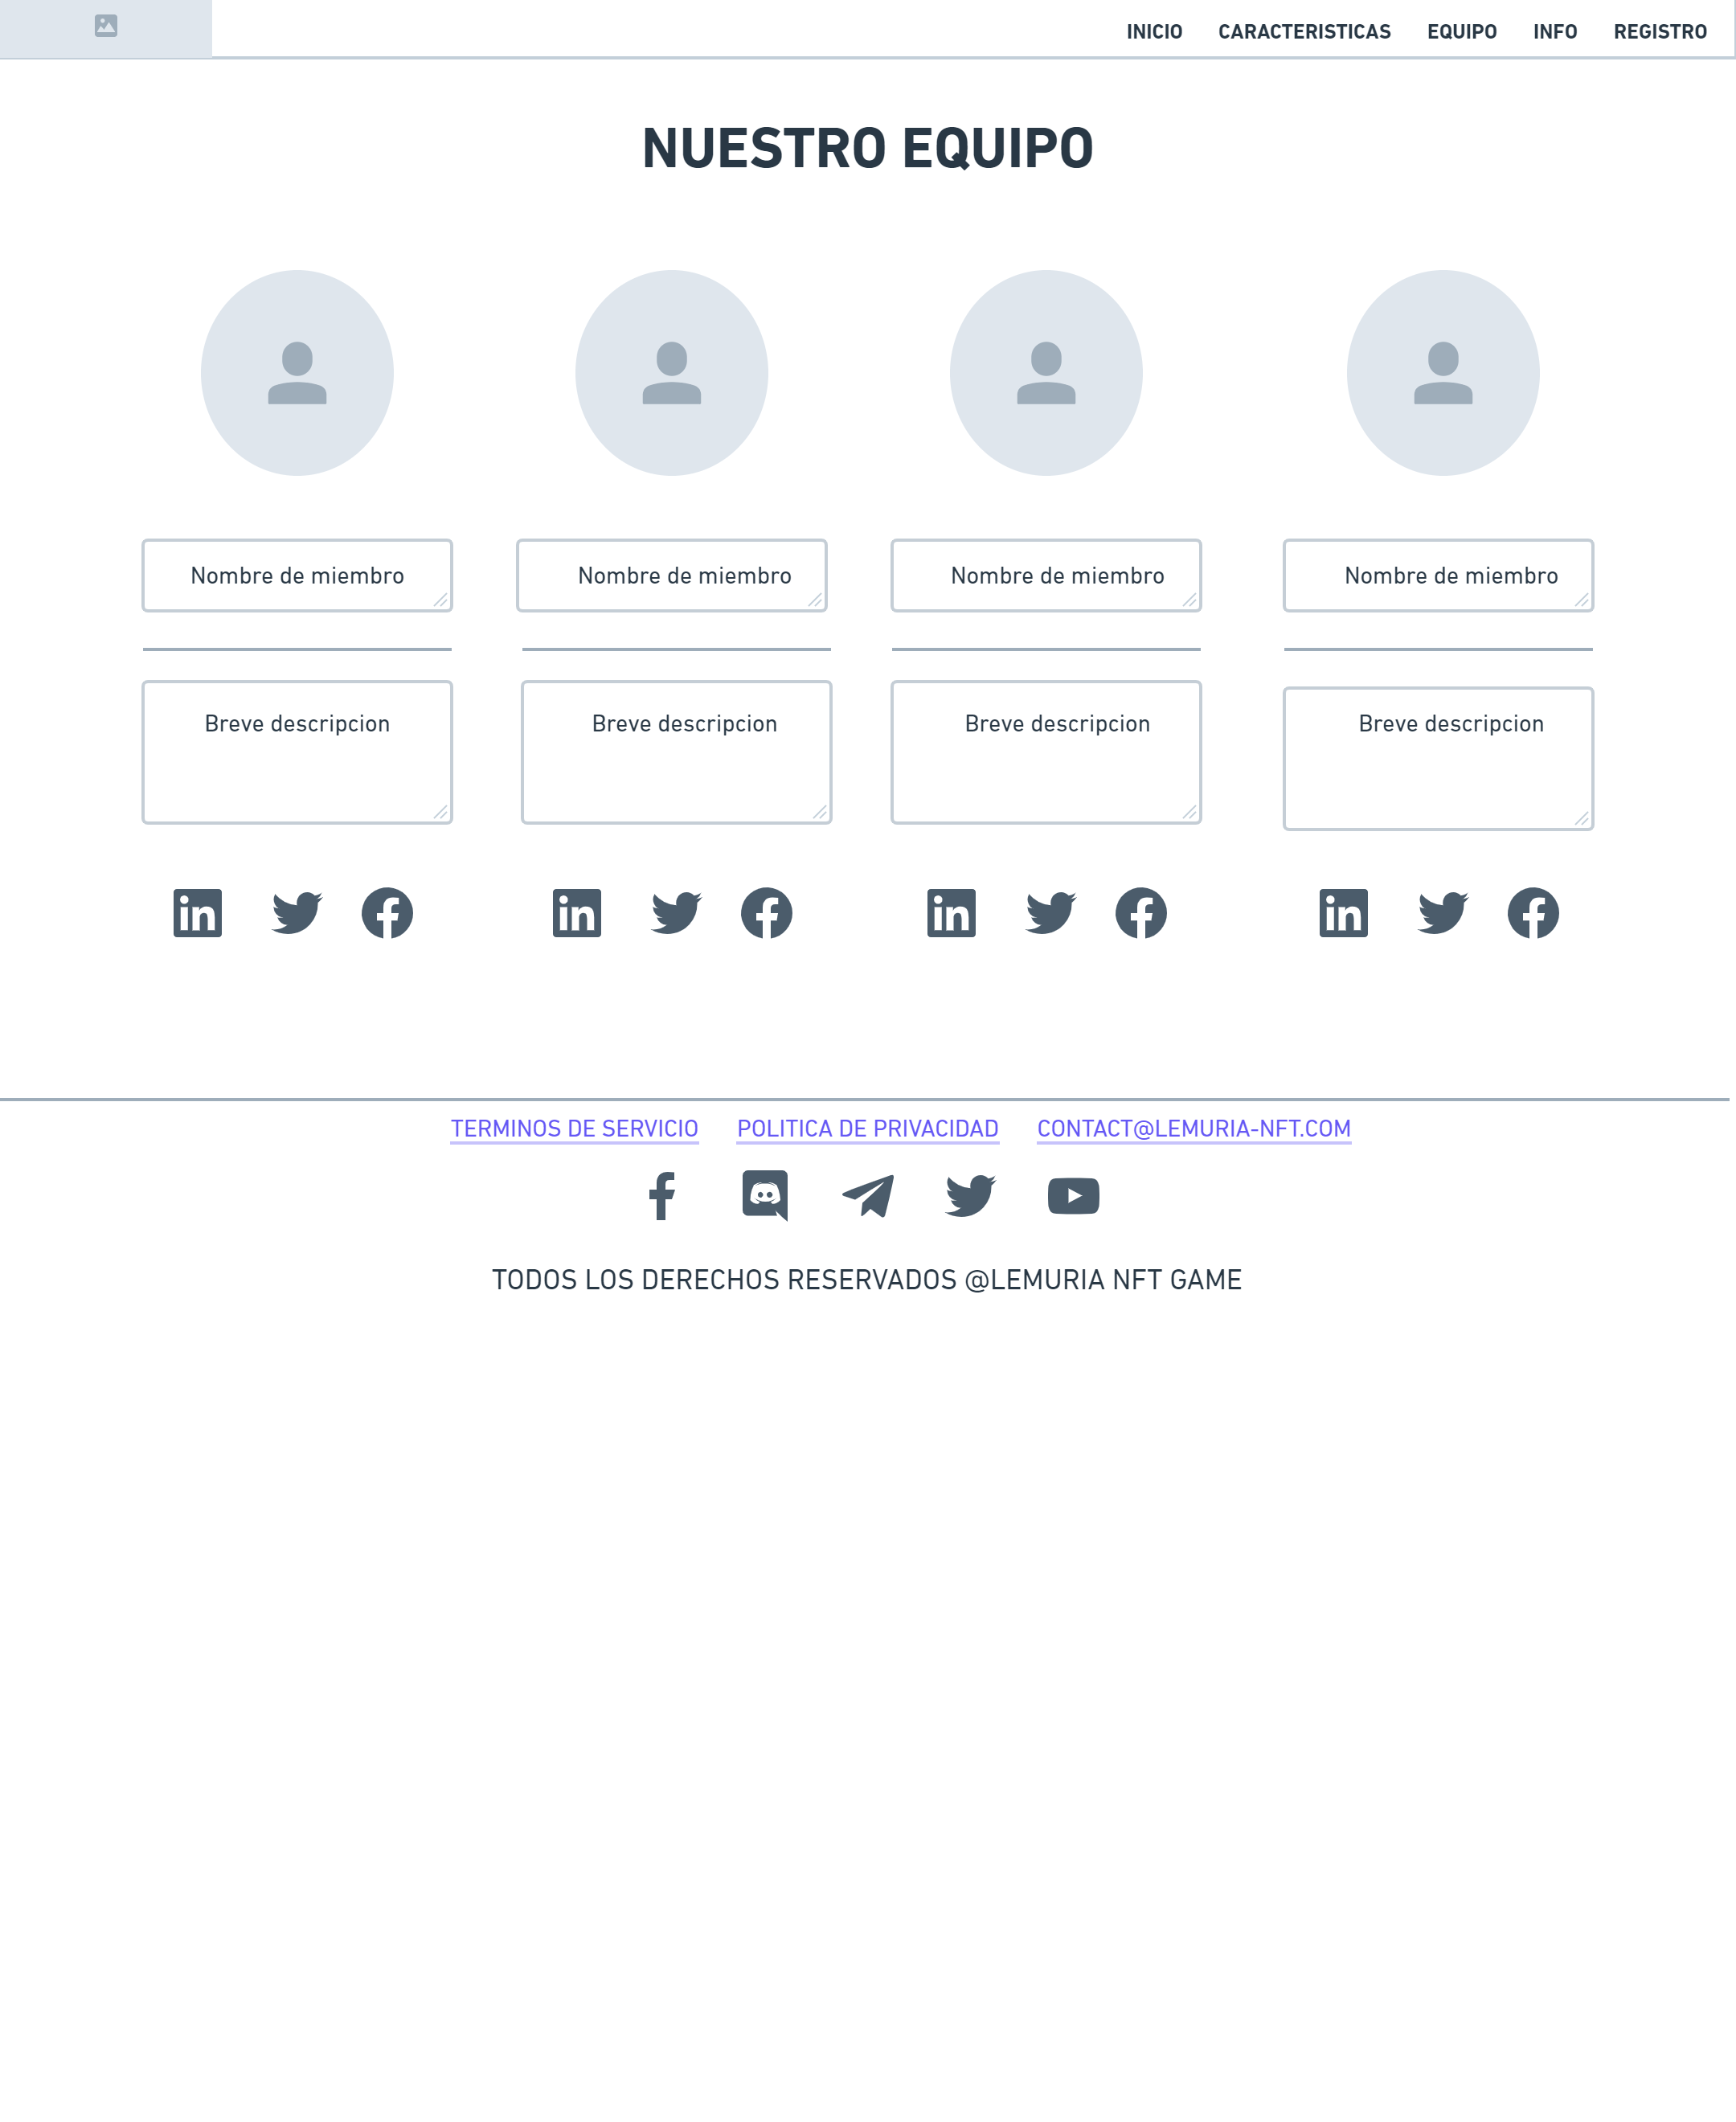 INICIO CARACTERISTICAS EQUIPO INFO REGISTRO
NUESTRO EQUIPO
Nombre de miembro Nombre de miembro Nombre de miembro Nombre de miembro
Breve descripcion Breve descripcion Breve descripcion Breve descripcion
TERMINOS DE SERVICIO POLITICA DE PRIVACIDAD CONTACT@LEMURIA-NFT.COM
TODOS LOS DERECHOS RESERVADOS @LEMURIA NFT GAME